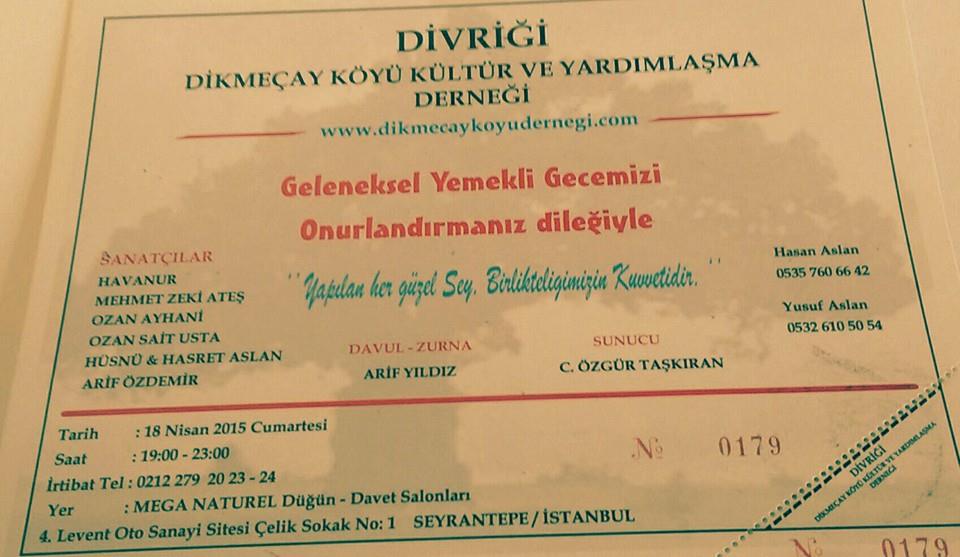 DİVRİĞİ
DİKMEÇAY KÖYÜ KÜLTÜR VE YARDIMLAŞMA
DERNEĞİ
www.dikmecaykoyudernegi.com
Geleneksel Yemekli Gecemizi
Onurlandırmanız dileğiyle
"Yapılan her güzel Sey, Birlikteligimizin Kuvvetidir."
SANATÇILAR
HAVANUR
MEHMET ZEKİ ATEŞ
OZAN AYHANİ
OZAN SAİT USTA
HÜSNÜ & HASRET ASLAN
ARİF ÖZDEMİR
DAVUL - ZURNA
ARİF YILDIZ
SUNUCU
C. ÖZGÜR TAŞKIRAN
Hasan Aslan
0535 760 66 42
Yusuf Aslan
0532 610 50 54
Tarih : 18 Nisan 2015 Cumartesi
Saat : 19:00 - 23:00
İrtibat Tel : 0212 279 20 23 - 24
Yer : MEGA NATUREL Düğün - Davet Salonları
4. Levent Oto Sanayi Sitesi Çelik Sokak No: 1 SEYRANTEPE / İSTANBUL
№ 0179
DİVRİĞİ
DİKMEÇAY KÖYÜ KÜLTÜR VE YARDIMLAŞMA
DERNEĞİ
№ 0179